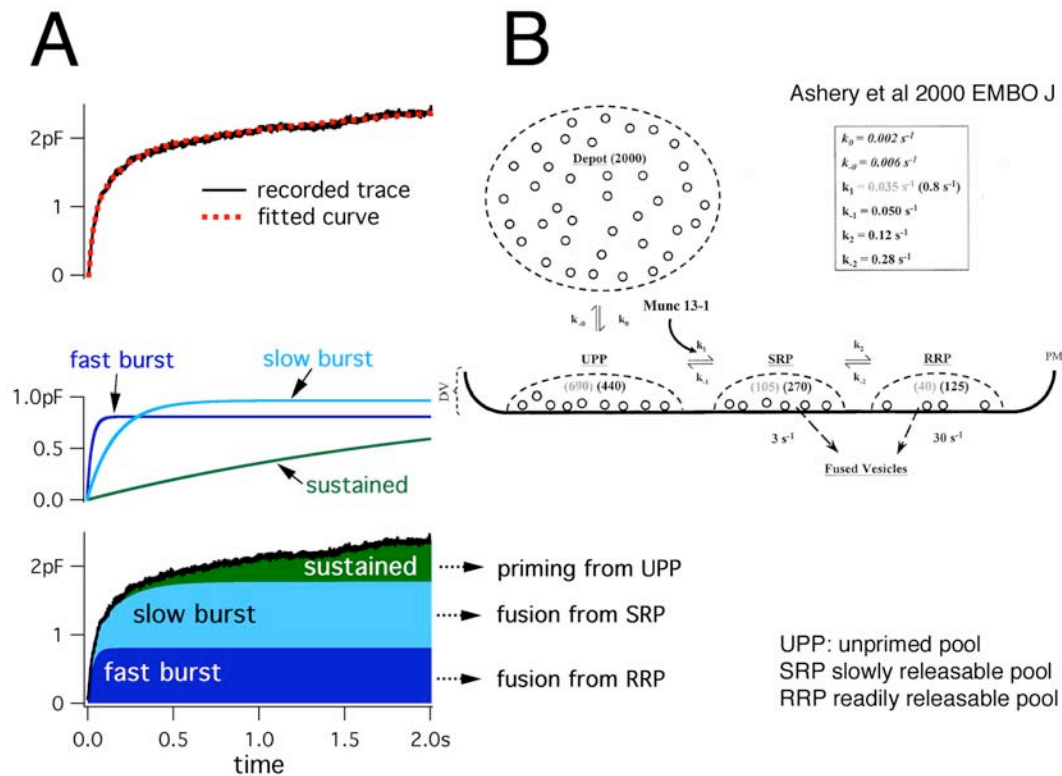 A
2pF
1
0
recorded trace
fitted curve
fast burst
slow burst
1.0pF
0.5
0.0
sustained
2pF
1
0
sustained
slow burst
fast burst
priming from UPP
fusion from SRP
fusion from RRP
0.0
0.5
1.0
1.5
2.0s
time
B
Ashery et al 2000 EMBO J
k₀ = 0.002 s⁻¹
k₋₀ = 0.006 s⁻¹
k₁ = 0.035 s⁻¹ (0.8 s⁻¹)
k₋₁ = 0.050 s⁻¹
k₂ = 0.12 s⁻¹
k₋₂ = 0.28 s⁻¹
Depot (2000)
Munc 13-1
k₋₀ k₀
k₁
k₋₁
k₂
k₋₂
UPP
SRP
RRP
PM
DV
(690) (440)
(105) (270)
(40) (125)
3 s⁻¹
30 s⁻¹
Fused Vesicles
UPP: unprimed pool
SRP slowly releasable pool
RRP readily releasable pool